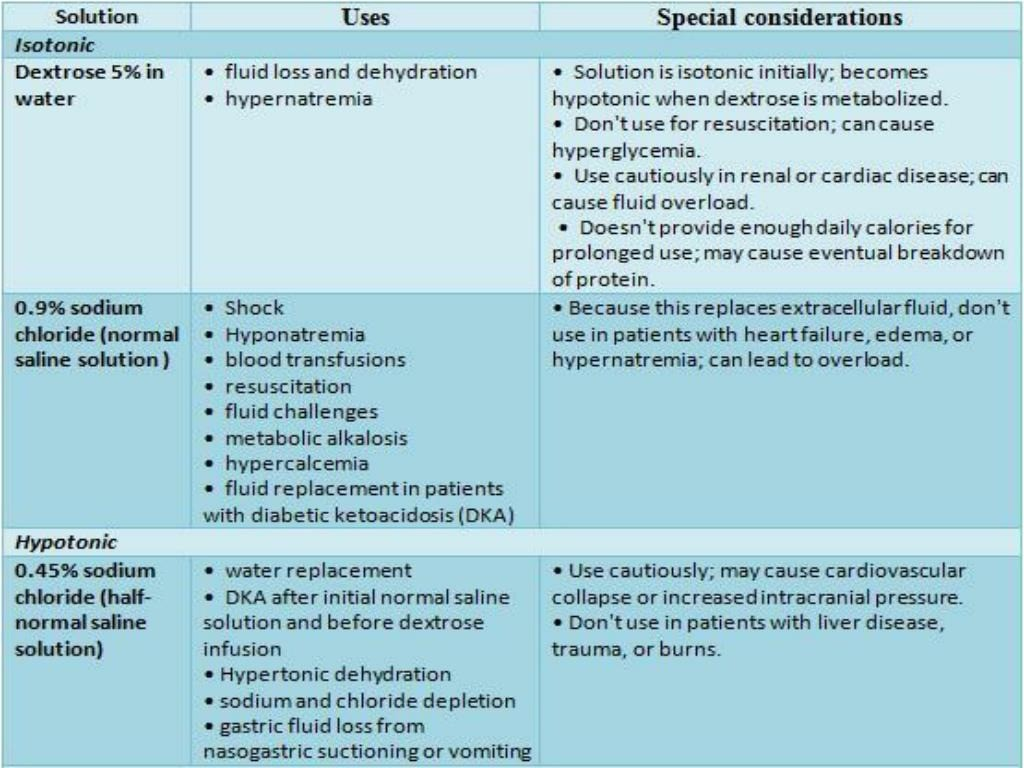 Solution Uses Special considerations
Isotonic
Dextrose 5% in
water
• fluid loss and dehydration
• hypernatremia
• Solution is isotonic initially; becomes
hypotonic when dextrose is metabolized.
• Don't use for resuscitation; can cause
hyperglycemia.
• Use cautiously in renal or cardiac disease; can
cause fluid overload.
• Doesn't provide enough daily calories for
prolonged use; may cause eventual breakdown
of protein.
0.9% sodium
chloride (normal
saline solution )
• Shock
• Hyponatremia
• blood transfusions
• resuscitation
• fluid challenges
• metabolic alkalosis
• hypercalcemia
• fluid replacement in patients
with diabetic ketoacidosis (DKA)
• Because this replaces extracellular fluid, don't
use in patients with heart failure, edema, or
hypernatremia; can lead to overload.
Hypotonic
0.45% sodium
chloride (half-
normal saline
solution)
• water replacement
• DKA after initial normal saline
solution and before dextrose
infusion
• Hypertonic dehydration
• sodium and chloride depletion
• gastric fluid loss from
nasogastric suctioning or vomiting
• Use cautiously; may cause cardiovascular
collapse or increased intracranial pressure.
• Don't use in patients with liver disease,
trauma, or burns.